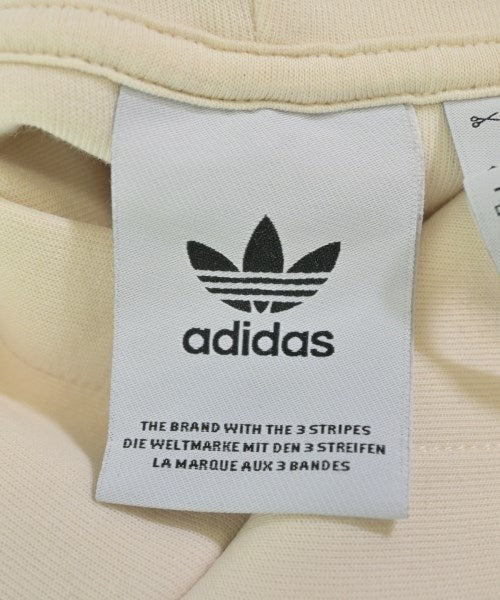 adidas
THE BRAND WITH THE 3 STRIPES
DIE WELTMARKE MIT DEN 3 STREIFEN
LA MARQUE AUX 3 BANDES